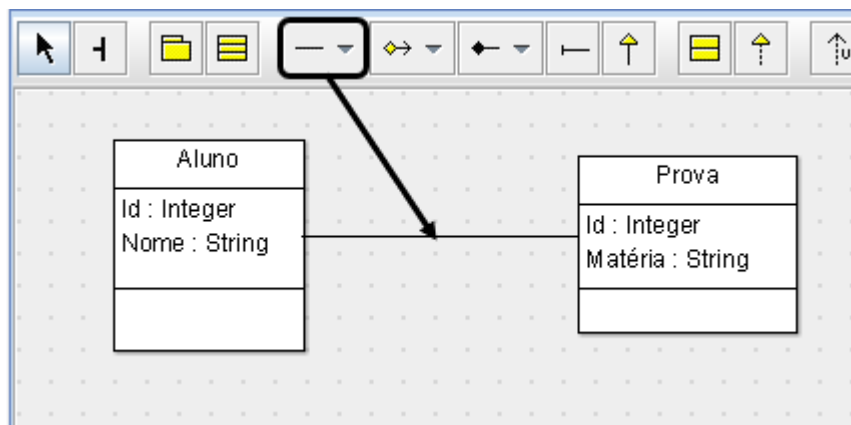 Aluno
Id : Integer
Nome : String
Prova
Id : Integer
Matéria : String